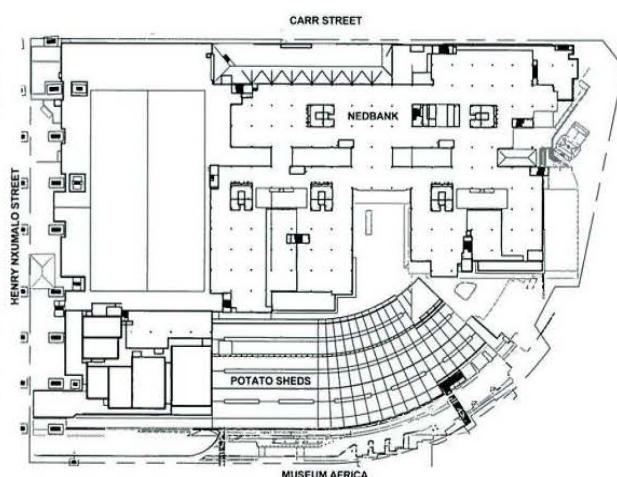 CARR STREET
NEDBANK
HENRY NXUMALO STREET
POTATO SHEDS
MUSEUM AFRICA